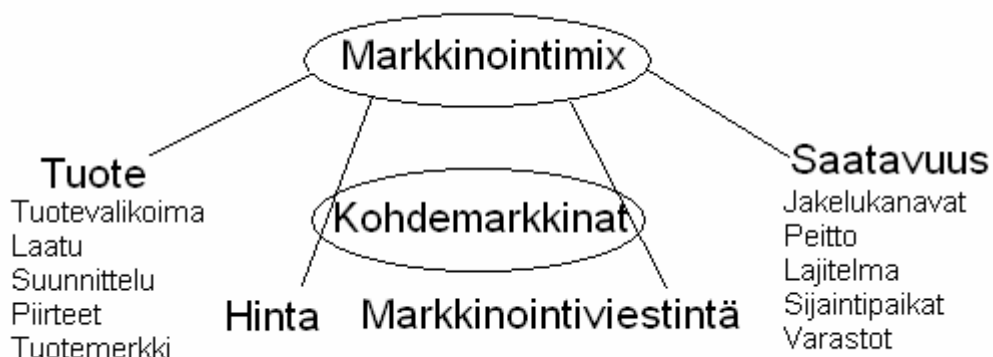 Markkinointimix
Tuote
Tuotevalikoima
Laatu
Suunnittelu
Piirteet
Tuotemerkki
Kohdemarkkinat
Hinta
Markkinointiviestintä
Saatavuus
Jakelukanavat
Peitto
Lajitelma
Sijaintipaikat
Varastot